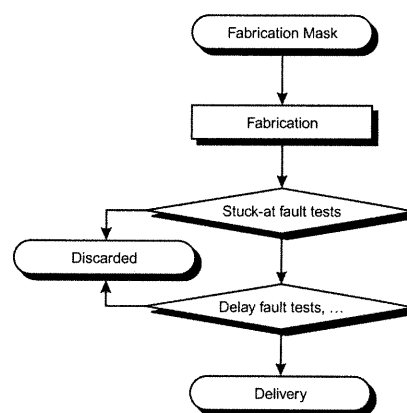 Fabrication Mask
Fabrication
Stuck-at fault tests
Discarded
Delay fault tests, ...
Delivery